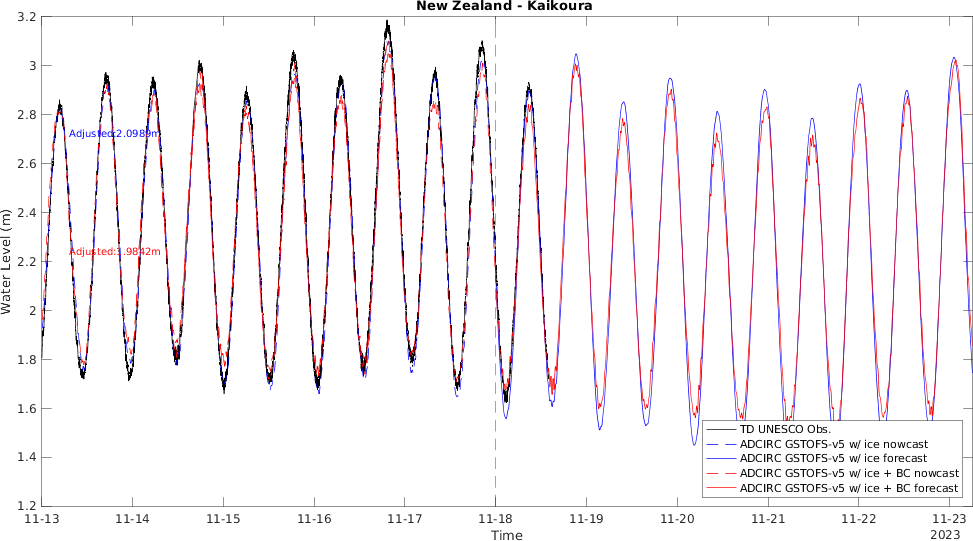 New Zealand - Kaikoura
3.2
3
2.8
2.6
2.4
2.2
2
1.8
1.6
1.4
1.2
Water Level (m)
Adjusted:2.0989m
Adjusted:1.9842m
TD UNESCO Obs.
ADCIRC GSTOFS-v5 w/ ice nowcast
ADCIRC GSTOFS-v5 w/ ice forecast
ADCIRC GSTOFS-v5 w/ ice + BC nowcast
ADCIRC GSTOFS-v5 w/ ice + BC forecast
11-13 11-14 11-15 11-16 11-17 11-18 11-19 11-20 11-21 11-22 11-23
Time
2023